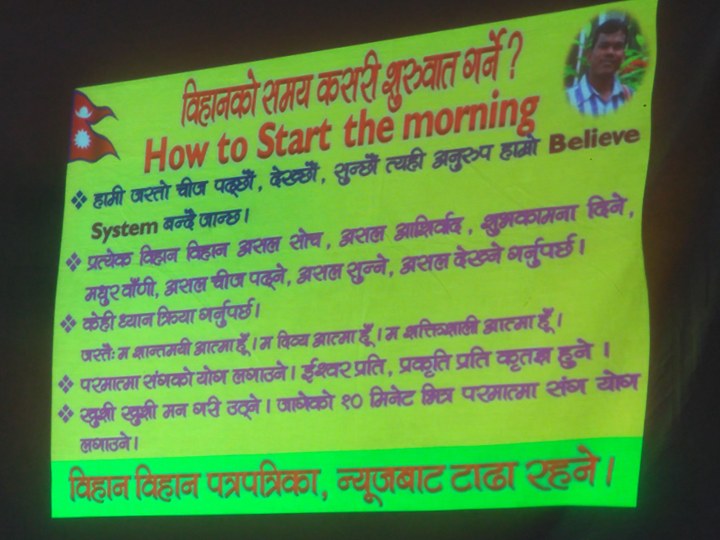 विहानको समय कसरी शुरुवात गर्ने ?
How to Start the morning
❖ हामी जस्तो चीज पढ्छौं, देख्छौं, सुन्छौं त्यही अनुरुप हाम्रो Believe
System बन्दै जान्छ।
❖ प्रत्येक विहान विहान असल सोच, असल आशिर्वाद, शुभकामना दिने,
मधुर वाँणी, असल चीज पढ्ने, असल सुन्ने, असल देख्ने गर्नुपर्छ।
❖ केही ध्यान क्रिया गर्नुपर्छ।
जस्तैः म शान्तमयी आत्मा हूँ। म दिव्य आत्मा हूँ। म शक्तिशाली आत्मा हूँ।
❖ परमात्मा संगको योग लगाउने। ईश्वर प्रति, प्रकृति प्रति कृतज्ञ हुने।
❖ खुशी खुशी मन गरी उठ्ने। जागेको १० मिनेट भित्र परमात्मा संग योग
लगाउने।
विहान विहान पत्रपत्रिका, न्यूजबाट टाढा रहने।